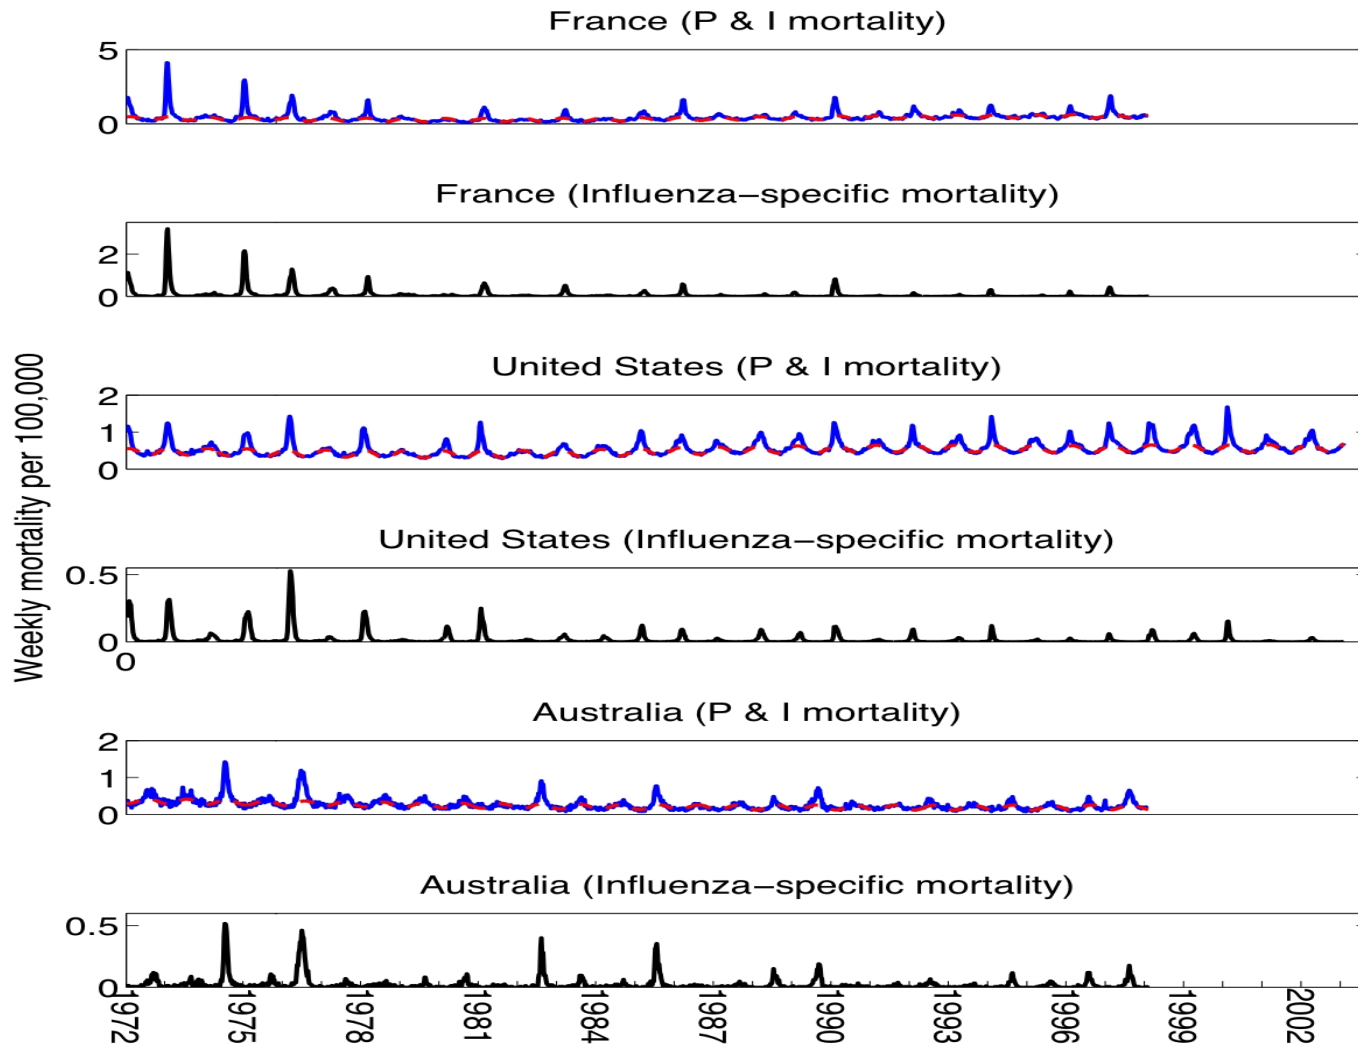 France (P & I mortality)
5
0
France (Influenza−specific mortality)
2
0
Weekly mortality per 100,000
United States (P & I mortality)
2
1
0
United States (Influenza−specific mortality)
0.5
0
0
Australia (P & I mortality)
2
1
0
Australia (Influenza−specific mortality)
0.5
0
1972 1975 1978 1981 1984 1987 1990 1993 1996 1999 2002